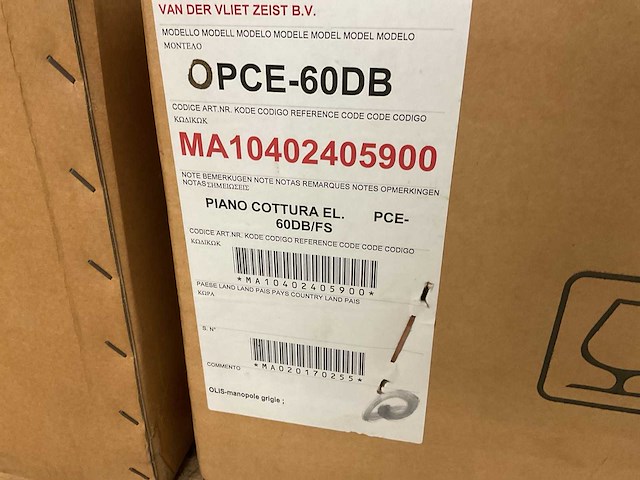 VAN DER VLIET ZEIST B.V.
MODELLO MODELL MODELO MODELE MODEL MODEL MODELO
ΜΟΝΤΕΛΟ
OPCE-60DB
CODICE ART.NR. KODE CODIGO REFERENCE CODE CODE CODIGO
ΚΩΔΙΚΩΚ
MA10402405900
NOTE BEMERKUGEN NOTE NOTAS REMARQUES NOTES OPMERKINGEN
NOTAS ΣΗΜΕΙΩΣΕΙΣ
PIANO COTTURA EL. PCE-
60DB/FS
CODICE ART.NR. KODE CODIGO REFERENCE CODE CODE CODIGO
ΚΩΔΙΚΩΚ
*MA10402405900*
PAESE LAND LAND PAIS PAYS COUNTRY LAND PAIS
ΚΩΡΑ
S. N°
COMMENTO
*MA020170255*
OLIS-manopole grigie ;